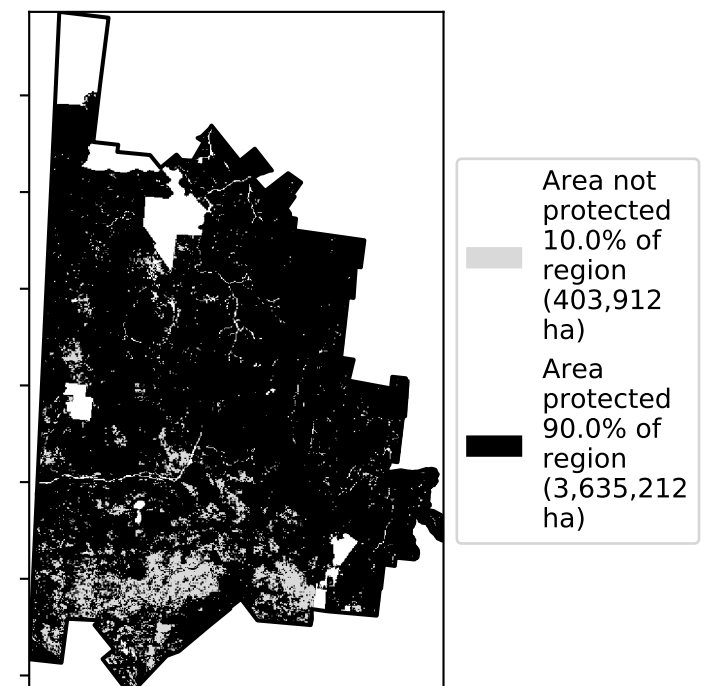 Area not
protected
10.0% of
region
(403,912
ha)
Area
protected
90.0% of
region
(3,635,212
ha)